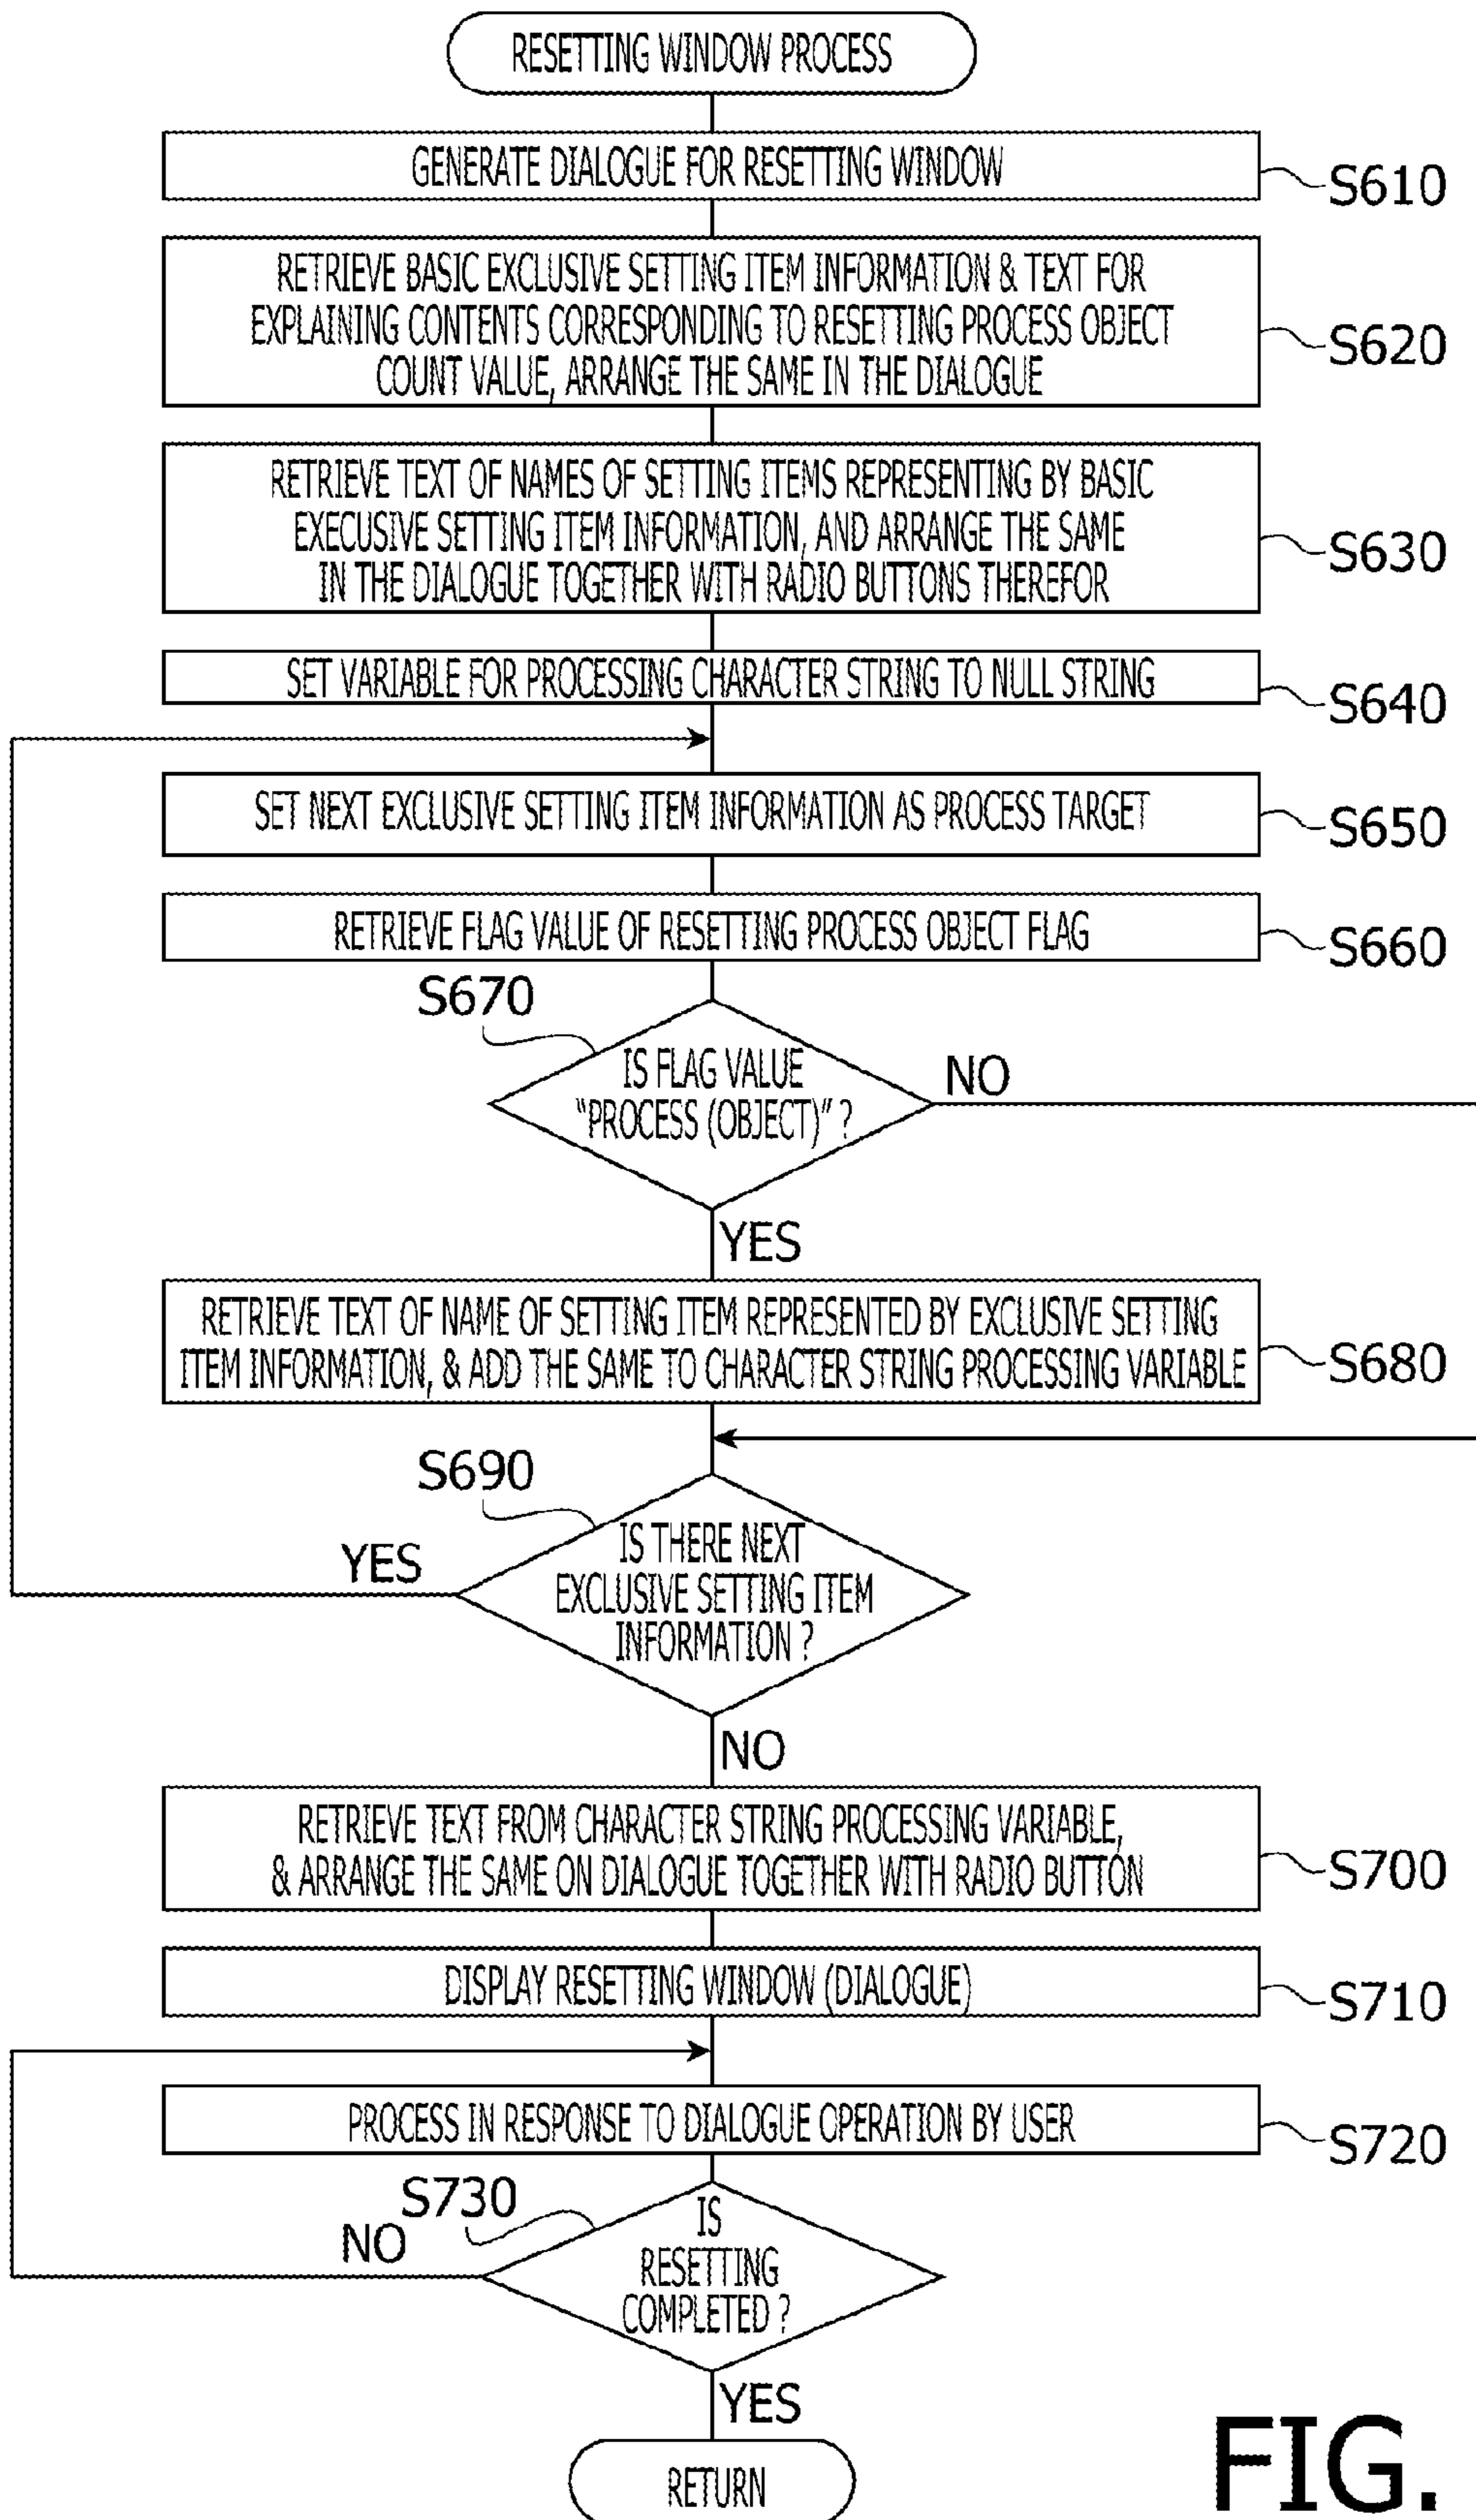 RESETTING WINDOW PROCESS
GENERATE DIALOGUE FOR RESETTING WINDOW
S610
RETRIEVE BASIC EXCLUSIVE SETTING ITEM INFORMATION & TEXT FOR
EXPLAINING CONTENTS CORRESPONDING TO RESETTING PROCESS OBJECT
COUNT VALUE, ARRANGE THE SAME IN THE DIALOGUE
S620
RETRIEVE TEXT OF NAMES OF SETTING ITEMS REPRESENTING BY BASIC
EXECUSIVE SETTING ITEM INFORMATION, AND ARRANGE THE SAME
IN THE DIALOGUE TOGETHER WITH RADIO BUTTONS THEREFOR
S630
SET VARIABLE FOR PROCESSING CHARACTER STRING TO NULL STRING
S640
SET NEXT EXCLUSIVE SETTING ITEM INFORMATION AS PROCESS TARGET
S650
RETRIEVE FLAG VALUE OF RESETTING PROCESS OBJECT FLAG
S660
S670
IS FLAG VALUE
"PROCESS (OBJECT)" ?
NO
YES
RETRIEVE TEXT OF NAME OF SETTING ITEM REPRESENTED BY EXCLUSIVE SETTING
ITEM INFORMATION, & ADD THE SAME TO CHARACTER STRING PROCESSING VARIABLE
S680
S690
IS THERE NEXT
EXCLUSIVE SETTING ITEM
INFORMATION ?
YES
NO
RETRIEVE TEXT FROM CHARACTER STRING PROCESSING VARIABLE,
& ARRANGE THE SAME ON DIALOGUE TOGETHER WITH RADIO BUTTON
S700
DISPLAY RESETTING WINDOW (DIALOGUE)
S710
PROCESS IN RESPONSE TO DIALOGUE OPERATION BY USER
S720
S730
IS
RESETTING
COMPLETED ?
NO
YES
RETURN
FIG.